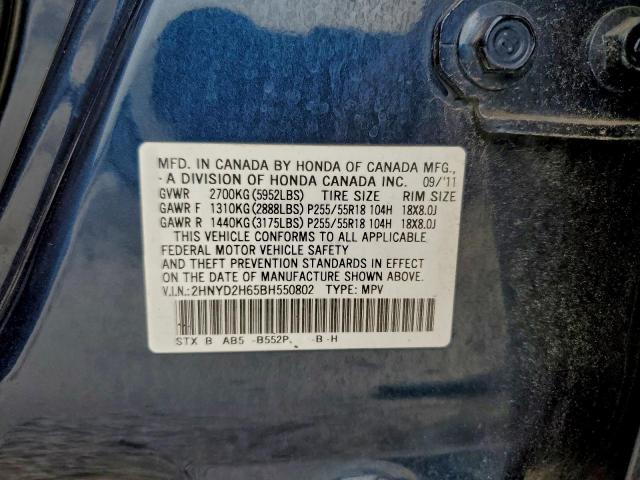 MFD. IN CANADA BY HONDA OF CANADA MFG.,
A DIVISION OF HONDA CANADA INC. 09/'11
GVWR 2700KG(5952LBS) TIRE SIZE RIM SIZE
GAWR F 1310KG(2888LBS) P255/55R18 104H 18X8.0J
GAWR R 1440KG(3175LBS) P255/55R18 104H 18X8.0J
THIS VEHICLE CONFORMS TO ALL APPLICABLE
FEDERAL MOTOR VEHICLE SAFETY
AND THEFT PREVENTION STANDARDS IN EFFECT
ON THE DATE OF MANUFACTURE SHOWN ABOVE.
V.I.N.: 2HNYD2H65BH550802 TYPE: MPV
STX B AB5 -B552P. -B -H